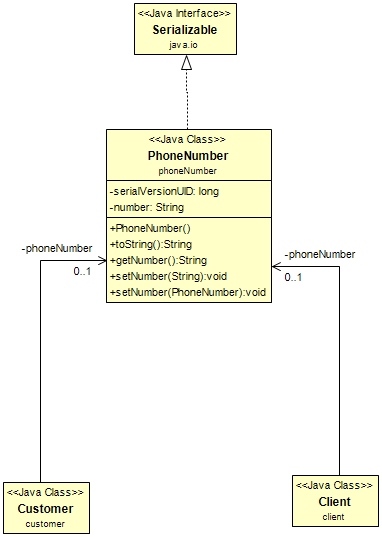 <<Java Interface>>
Serializable
java.io
<<Java Class>>
PhoneNumber
phoneNumber
-serialVersionUID: long
-number: String
+PhoneNumber()
+toString():String
+getNumber():String
+setNumber(String):void
+setNumber(PhoneNumber):void
-phoneNumber
0..1
-phoneNumber
0..1
<<Java Class>>
Customer
customer
<<Java Class>>
Client
client